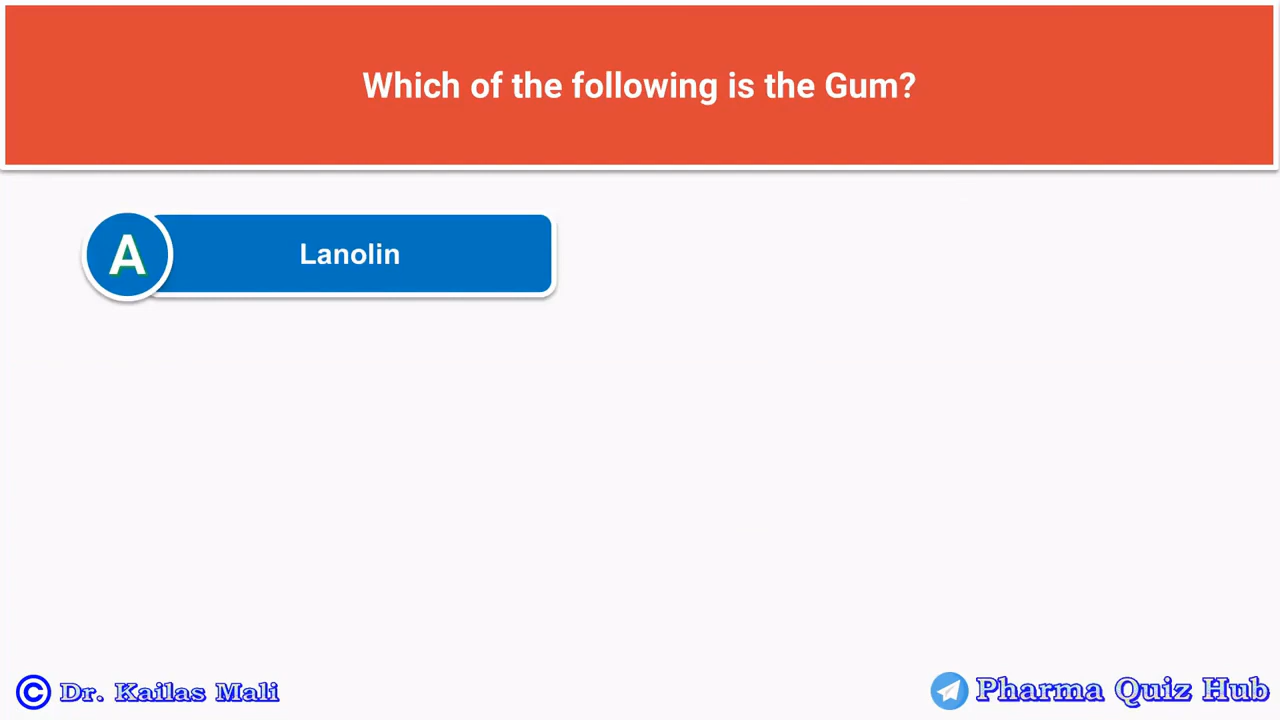 Which of the following is the Gum?
A
Lanolin
© Dr. Kailas Mali
Pharma Quiz Hub